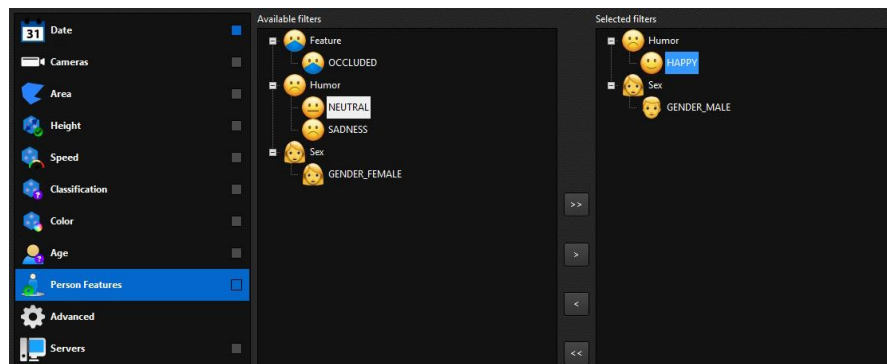 31
Date
Cameras
Area
Height
Speed
Classification
Color
Age
Person Features
Advanced
Servers
Available filters
Feature
OCCLUDED
Humor
NEUTRAL
SADNESS
Sex
GENDER_FEMALE
>>
>
<
<<
Selected filters
Humor
HAPPY
Sex
GENDER_MALE